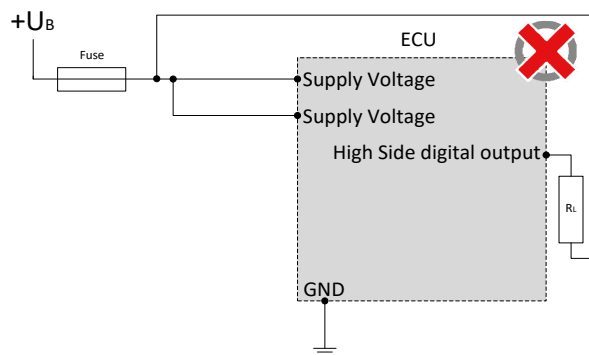 +UB
Fuse
ECU
Supply Voltage
Supply Voltage
High Side digital output
RL
GND